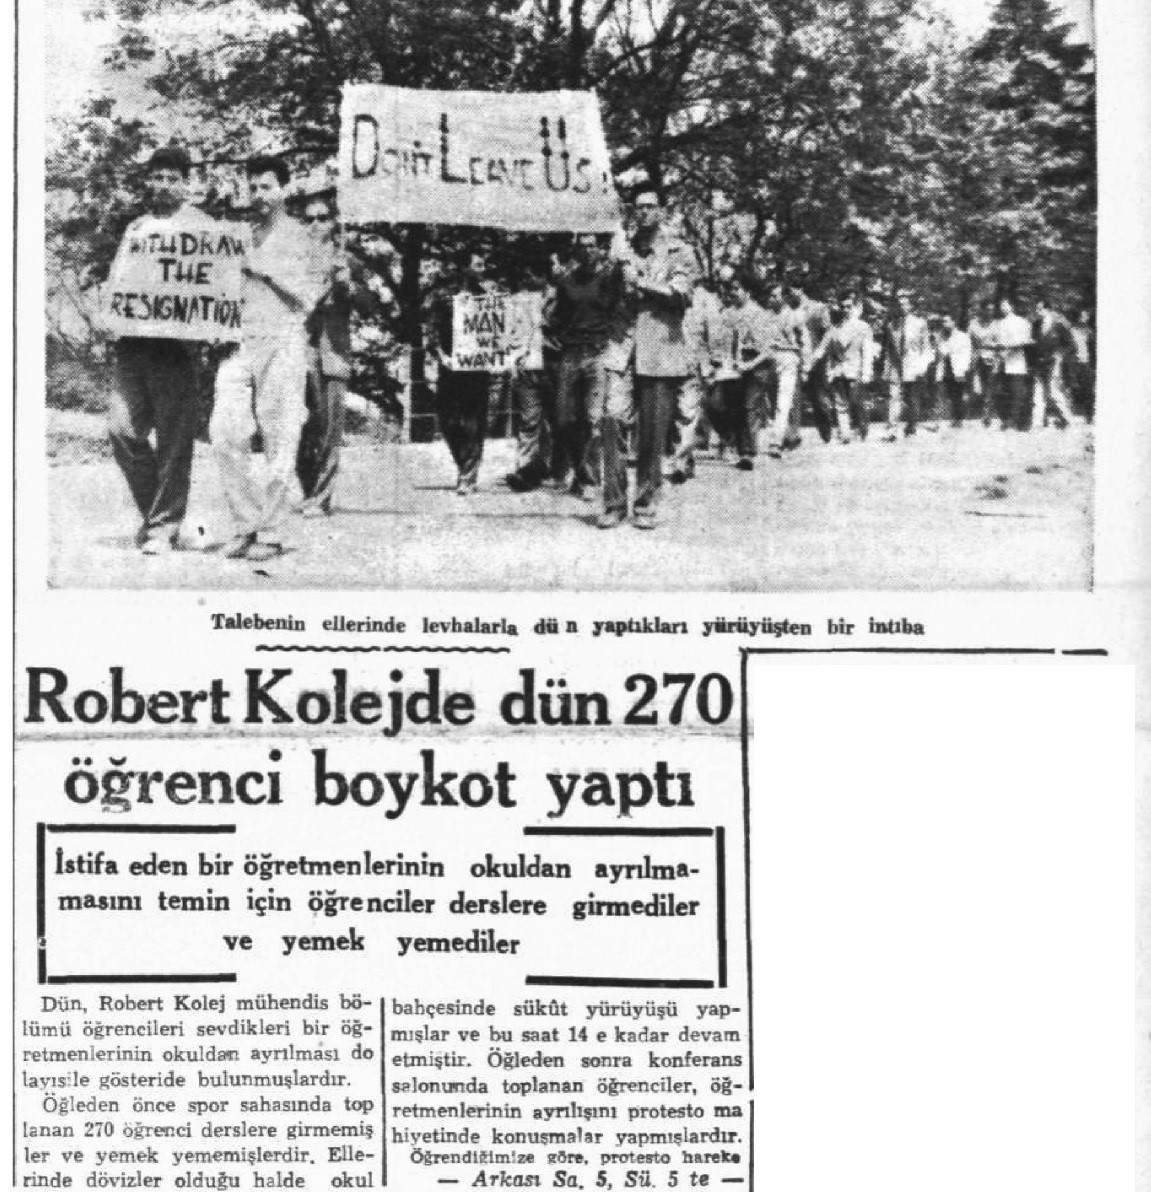 DON'T LEAVE US!
WITHDRAW
THE
RESIGNATION
THE
MAN
WE
WANT
Talebenin ellerinde levhalarla dün yaptıkları yürüyüşten bir intıba
Robert Kolejde dün 270
öğrenci boykot yaptı
İstifa eden bir öğretmenlerinin okuldan ayrılma-
masını temin için öğrenciler derslere girmediler
ve yemek yemediler
Dün, Robert Kolej mühendis bö-
lümü öğrencileri sevdikleri bir öğ-
retmenlerinin okuldan ayrılması do
layısile gösteride bulunmuşlardır.
Öğleden önce spor sahasında top
lanan 270 öğrenci derslere girmemiş
ler ve yemek yememişlerdir. Elle-
rinde dövizler olduğu halde okul
bahçesinde sükût yürüyüşü yap-
mışlar ve bu saat 14 e kadar devam
etmiştir. Öğleden sonra konferans
salonunda toplanan öğrenciler, öğ-
retmenlerinin ayrılışını protesto ma
hiyetinde konuşmalar yapmışlardır.
Öğrendiğimize göre, protesto hareke
— Arkası Sa. 5, Sü. 5 te —